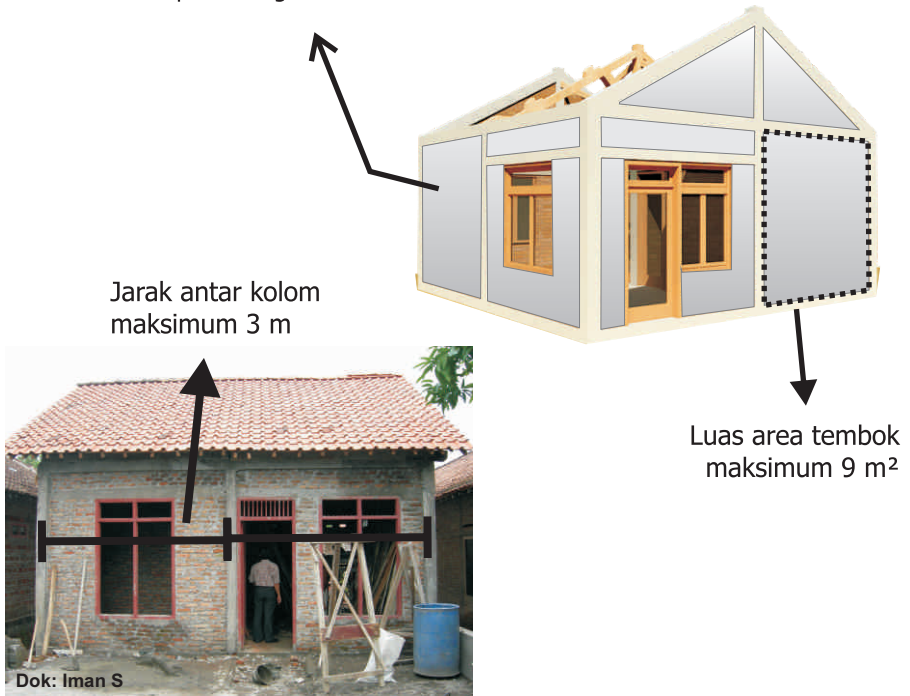 Jarak antar kolom
maksimum 3 m
Luas area tembok
maksimum 9 m²
Dok: Iman S